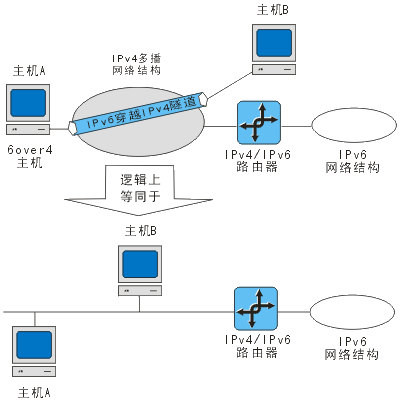 主机B
IPv4多播
网络结构
主机A
IPv6穿越IPv4隧道
6over4
主机
IPv4/IPv6
路由器
IPv6
网络结构
逻辑上
等同于
主机B
IPv4/IPv6
路由器
IPv6
网络结构
主机A